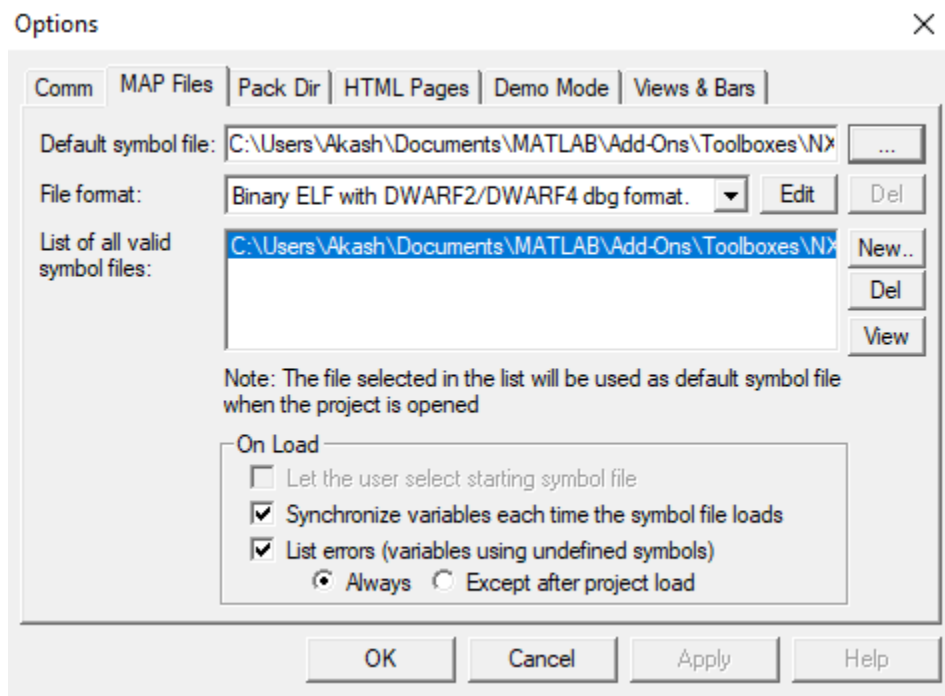 Options
Comm MAP Files Pack Dir HTML Pages Demo Mode Views & Bars
Default symbol file: C:\Users\Akash\Documents\MATLAB\Add-Ons\Toolboxes\NX ...
File format: Binary ELF with DWARF2/DWARF4 dbg format. Edit Del
List of all valid
symbol files:
C:\Users\Akash\Documents\MATLAB\Add-Ons\Toolboxes\NX
New..
Del
View
Note: The file selected in the list will be used as default symbol file
when the project is opened
On Load
Let the user select starting symbol file
Synchronize variables each time the symbol file loads
List errors (variables using undefined symbols)
Always Except after project load
OK Cancel Apply Help